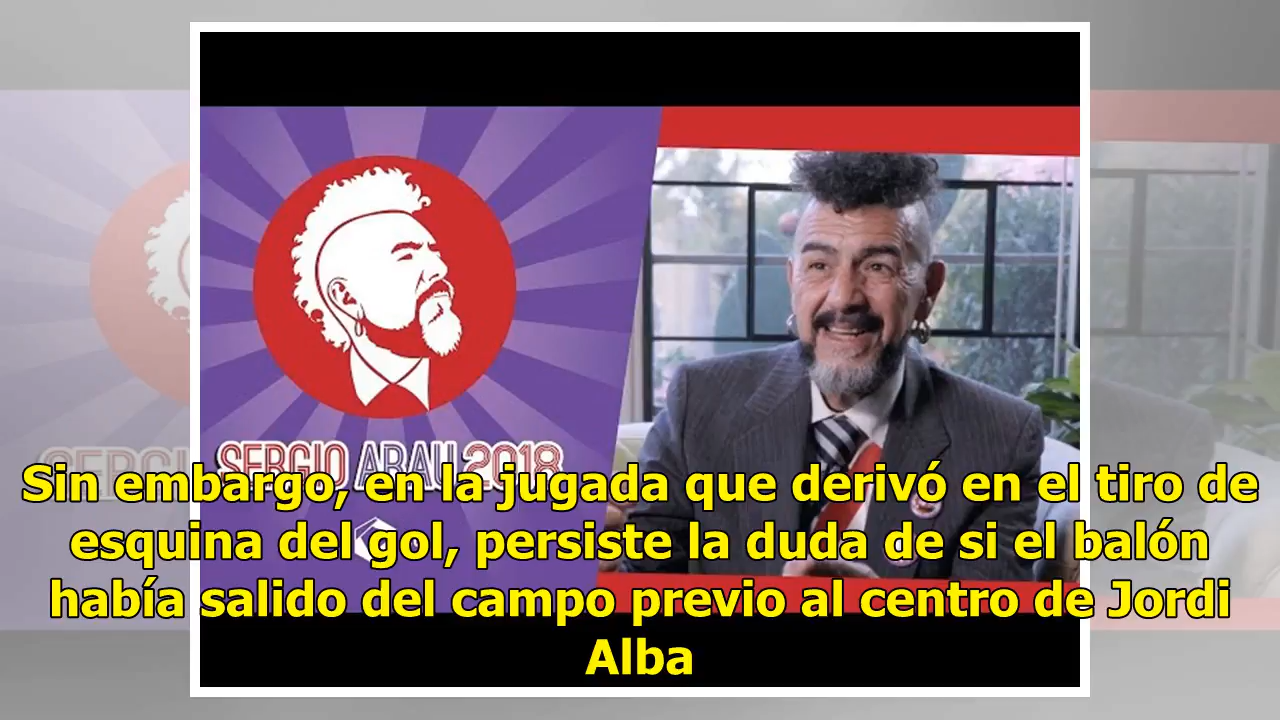 SERGIO ARAU 2018
Sin embargo, en la jugada que derivó en el tiro de
esquina del gol, persiste la duda de si el balón
había salido del campo previo al centro de Jordi
Alba